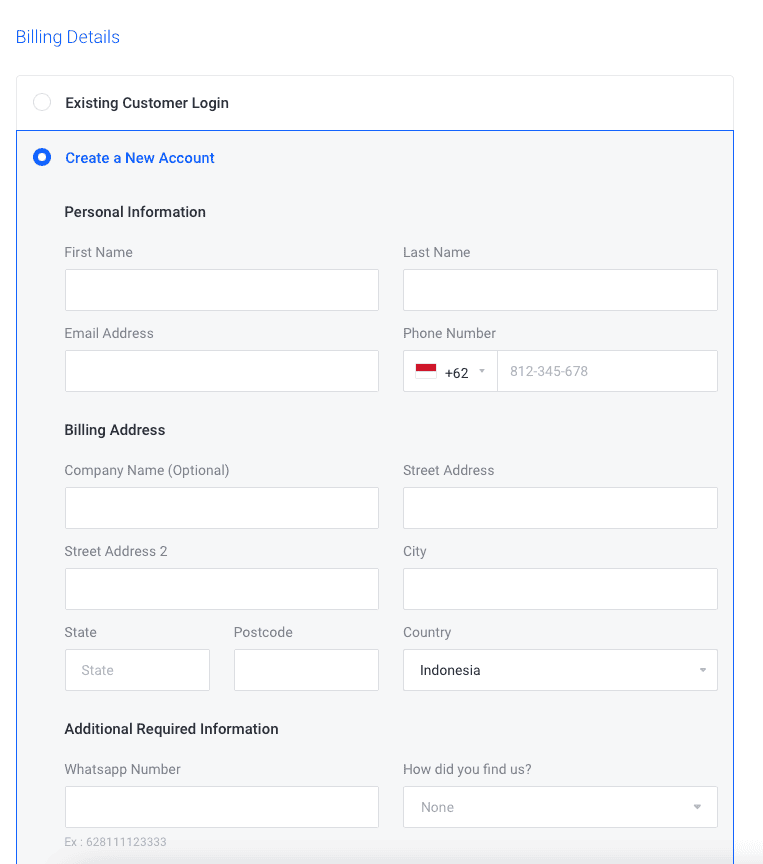 Billing Details
Existing Customer Login
Create a New Account
Personal Information
First Name
Last Name
Email Address
Phone Number
+62
812-345-678
Billing Address
Company Name (Optional)
Street Address
Street Address 2
City
State
Postcode
Country
State
Indonesia
Additional Required Information
Whatsapp Number
How did you find us?
None
Ex : 628111123333